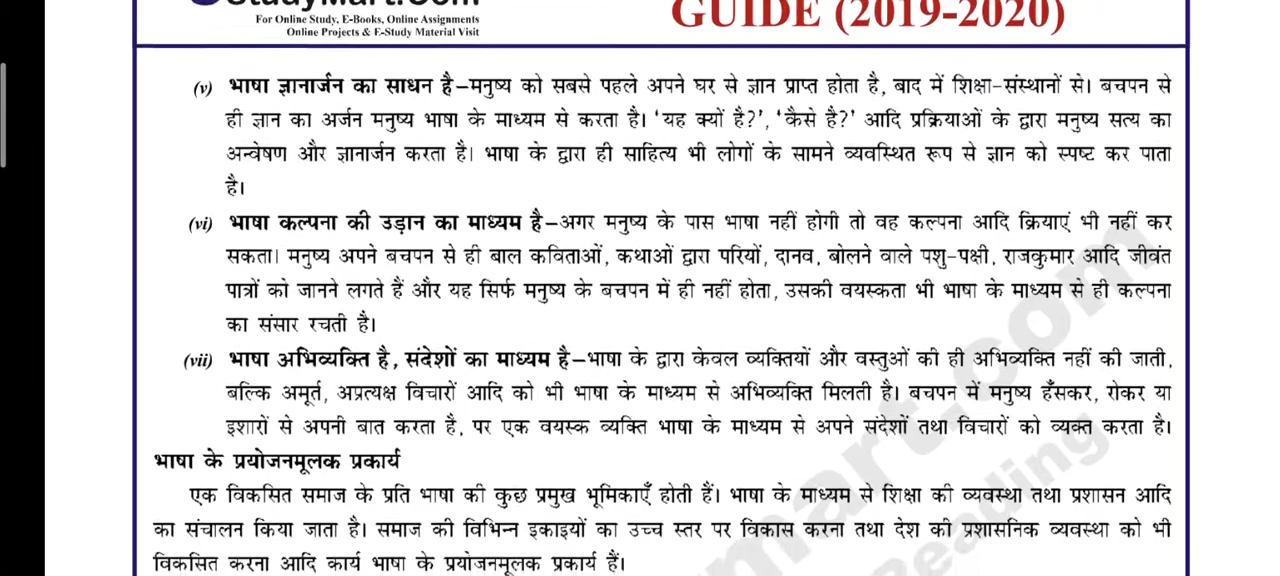 StudyMart.Com
For Online Study, E-Books, Online Assignments
Online Projects & E-Study Material Visit
GUIDE (2019-2020)
(v) भाषा ज्ञानार्जन का साधन है–मनुष्य को सबसे पहले अपने घर से ज्ञान प्राप्त होता है, बाद में शिक्षा-संस्थानों से। बचपन से
ही ज्ञान का अर्जन मनुष्य भाषा के माध्यम से करता है। 'यह क्यों है?', 'कैसे है?' आदि प्रक्रियाओं के द्वारा मनुष्य सत्य का
अन्वेषण और ज्ञानार्जन करता है। भाषा के द्वारा ही साहित्य भी लोगों के सामने व्यवस्थित रूप से ज्ञान को स्पष्ट कर पाता
है।
(vi) भाषा कल्पना की उड़ान का माध्यम है–अगर मनुष्य के पास भाषा नहीं होगी तो वह कल्पना आदि क्रियाएं भी नहीं कर
सकता। मनुष्य अपने बचपन से ही बाल कविताओं, कथाओं द्वारा परियों, दानव, बोलने वाले पशु-पक्षी, राजकुमार आदि जीवंत
पात्रों को जानने लगते हैं और यह सिर्फ मनुष्य के बचपन में ही नहीं होता, उसकी वयस्कता भी भाषा के माध्यम से ही कल्पना
का संसार रचती है।
(vii) भाषा अभिव्यक्ति है, संदेशों का माध्यम है–भाषा के द्वारा केवल व्यक्तियों और वस्तुओं की ही अभिव्यक्ति नहीं की जाती,
बल्कि अमूर्त, अप्रत्यक्ष विचारों आदि को भी भाषा के माध्यम से अभिव्यक्ति मिलती है। बचपन में मनुष्य हँसकर, रोकर या
इशारों से अपनी बात करता है, पर एक वयस्क व्यक्ति भाषा के माध्यम से अपने संदेशों तथा विचारों को व्यक्त करता है।
भाषा के प्रयोजनमूलक प्रकार्य
एक विकसित समाज के प्रति भाषा की कुछ प्रमुख भूमिकाएँ होती हैं। भाषा के माध्यम से शिक्षा की व्यवस्था तथा प्रशासन आदि
का संचालन किया जाता है। समाज की विभिन्न इकाइयों का उच्च स्तर पर विकास करना तथा देश की प्रशासनिक व्यवस्था को भी
विकसित करना आदि कार्य भाषा के प्रयोजनमूलक प्रकार्य हैं।
mart.com
Reading